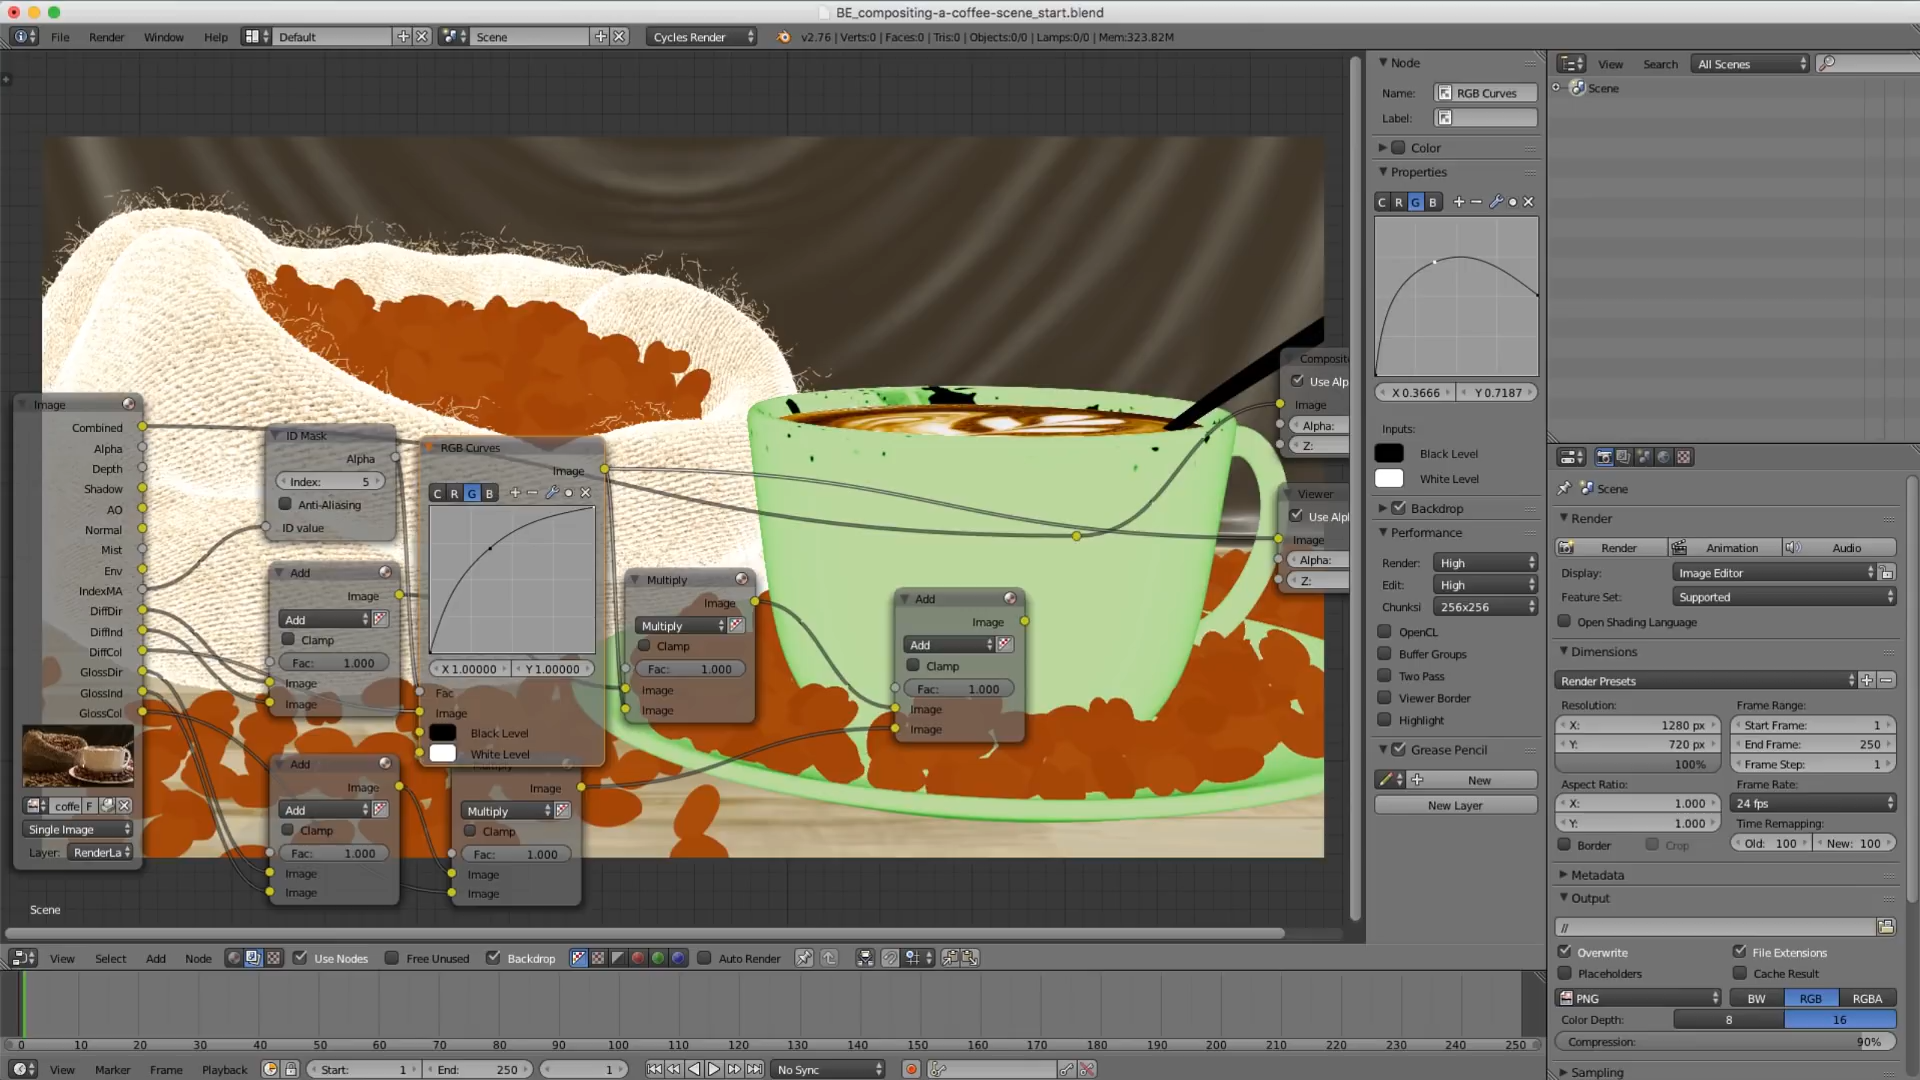 BE_compositing-a-coffee-scene_start.blend
File Render Window Help Default Scene Cycles Render v2.76 | Verts:0 | Faces:0 | Tris:0 | Objects:0/0 | Lamps:0/0 | Mem:323.82M
Image
Combined
Alpha
Depth
Shadow
AO
Normal
Mist
Env
IndexMA
DiffDir
DiffInd
DiffCol
GlossDir
GlossInd
GlossCol
coffe F
Single Image
Layer: RenderLa
Scene
ID Mask
Alpha
Index: 5
Anti-Aliasing
ID value
Add
Image
Add
Clamp
Fac: 1.000
Image
Image
Add
Image
Add
Clamp
Fac: 1.000
Image
Image
RGB Curves
Image
C R G B
X 1.00000 Y 1.00000
Fac
Image
Black Level
White Level
Multiply
Image
Multiply
Clamp
Fac: 1.000
Image
Image
Multiply
Image
Multiply
Clamp
Fac: 1.000
Image
Image
Add
Image
Add
Clamp
Fac: 1.000
Image
Image
Composite
Use Alp
Image
Alpha:
Z:
Viewer
Use Alp
Image
Alpha:
Z:
Node
Name: RGB Curves
Label:
Color
Properties
C R G B
X 0.3666 Y 0.7187
Inputs:
Black Level
White Level
Backdrop
Performance
Render: High
Edit: High
Chunksi 256x256
OpenCL
Buffer Groups
Two Pass
Viewer Border
Highlight
Grease Pencil
New
New Layer
View Search All Scenes
Scene
Scene
Render
Render Animation Audio
Display: Image Editor
Feature Set: Supported
Open Shading Language
Dimensions
Render Presets
Resolution: Frame Range:
X: 1280 px Start Frame: 1
Y: 720 px End Frame: 250
100% Frame Step: 1
Aspect Ratio: Frame Rate:
X: 1.000 24 fps
Y: 1.000 Time Remapping:
Border Crop Old: 100 New: 100
Metadata
Output
//
Overwrite File Extensions
Placeholders Cache Result
PNG BW RGB RGBA
Color Depth: 8 16
Compression: 90%
Sampling
View Select Add Node Use Nodes Free Unused Backdrop Auto Render
0 10 20 30 40 50 60 70 80 90 100 110 120 130 140 150 160 170 180 190 200 210 220 230 240 250
View Marker Frame Playback Start: 1 End: 250 1 No Sync